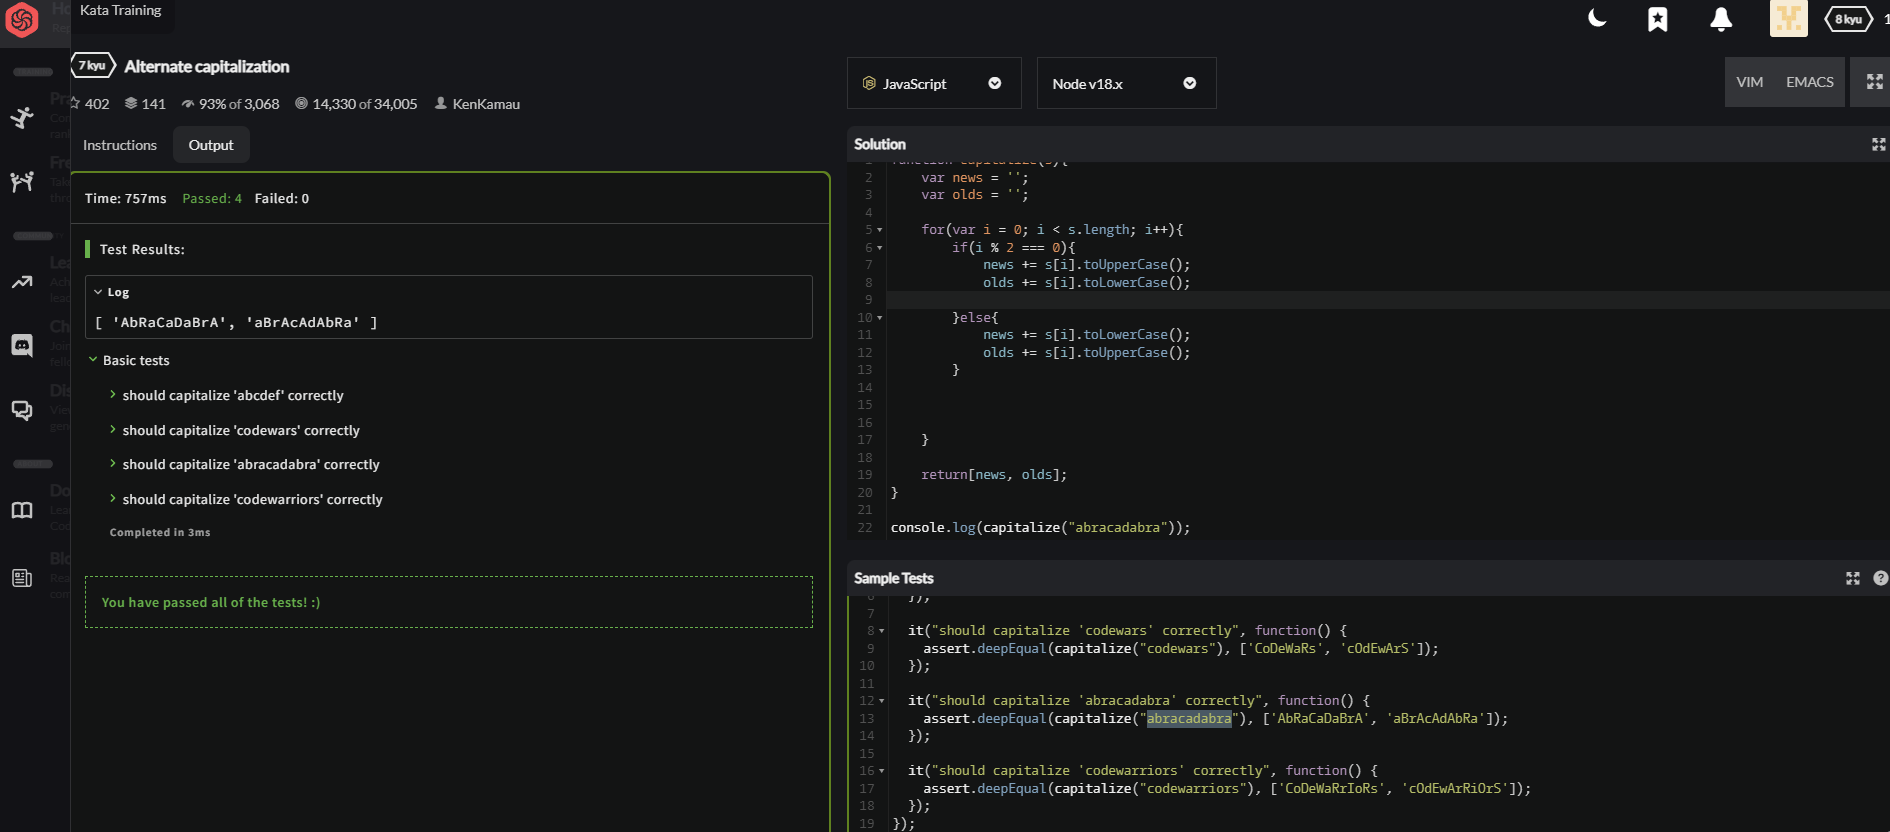 Kata Training
8 kyu
1
7 kyu
Alternate capitalization
402 141 93% of 3,068 14,330 of 34,005 KenKamau
Instructions
Output
Time: 757ms Passed: 4 Failed: 0
Test Results:
Log
[ 'AbRaCaDaBrA', 'aBrAcAdAbRa' ]
Basic tests
should capitalize 'abcdef' correctly
should capitalize 'codewars' correctly
should capitalize 'abracadabra' correctly
should capitalize 'codewarriors' correctly
Completed in 3ms
You have passed all of the tests! :)
JavaScript
Node v18.x
VIM
EMACS
Solution
2 var news = '';
3 var olds = '';
4
5 for(var i = 0; i < s.length; i++){
6 if(i % 2 === 0){
7 news += s[i].toUpperCase();
8 olds += s[i].toLowerCase();
9
10 }else{
11 news += s[i].toLowerCase();
12 olds += s[i].toUpperCase();
13 }
14
15
16
17 }
18
19 return[news, olds];
20 }
21
22 console.log(capitalize("abracadabra"));
Sample Tests
?
6 });
7
8 it("should capitalize 'codewars' correctly", function() {
9 assert.deepEqual(capitalize("codewars"), ['CoDeWaRs', 'cOdEwArS']);
10 });
11
12 it("should capitalize 'abracadabra' correctly", function() {
13 assert.deepEqual(capitalize("abracadabra"), ['AbRaCaDaBrA', 'aBrAcAdAbRa']);
14 });
15
16 it("should capitalize 'codewarriors' correctly", function() {
17 assert.deepEqual(capitalize("codewarriors"), ['CoDeWaRrIoRs', 'cOdEwArRiOrS']);
18 });
19 });